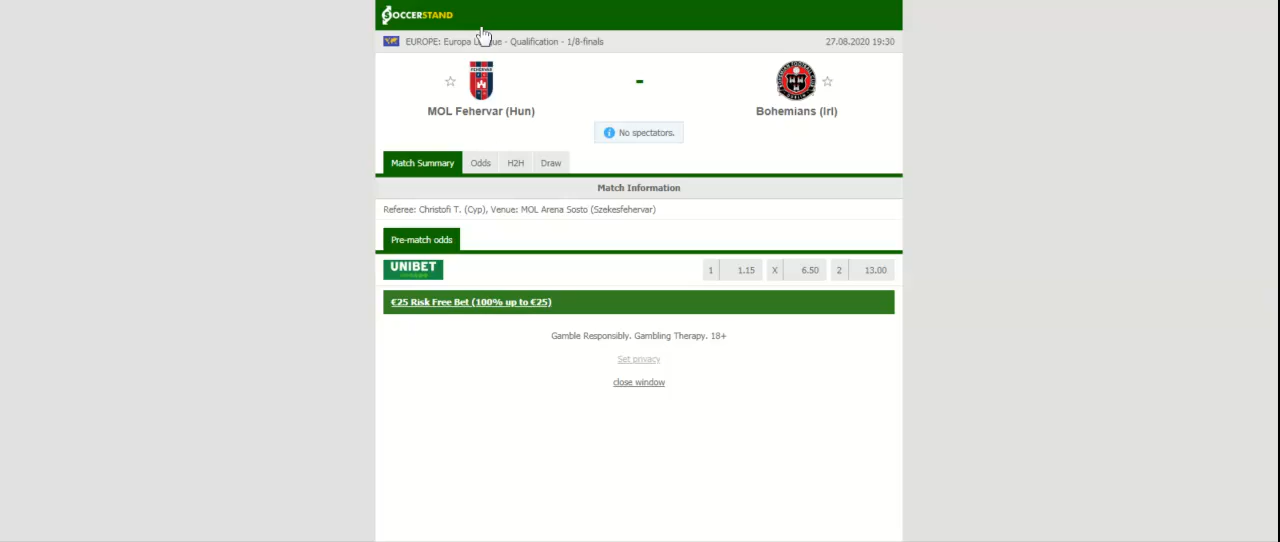 SOCCERSTAND
EUROPE: Europa League - Qualification - 1/8-finals 27.08.2020 19:30
FEHERVAR
-
DUBLIN
MOL Fehervar (Hun) Bohemians (Irl)
No spectators.
Match Summary Odds H2H Draw
Match Information
Referee: Christofi T. (Cyp), Venue: MOL Arena Sosto (Szekesfehervar)
Pre-match odds
UNIBET 1 1.15 X 6.50 2 13.00
€25 Risk Free Bet (100% up to €25)
Gamble Responsibly. Gambling Therapy. 18+
Set privacy
close window